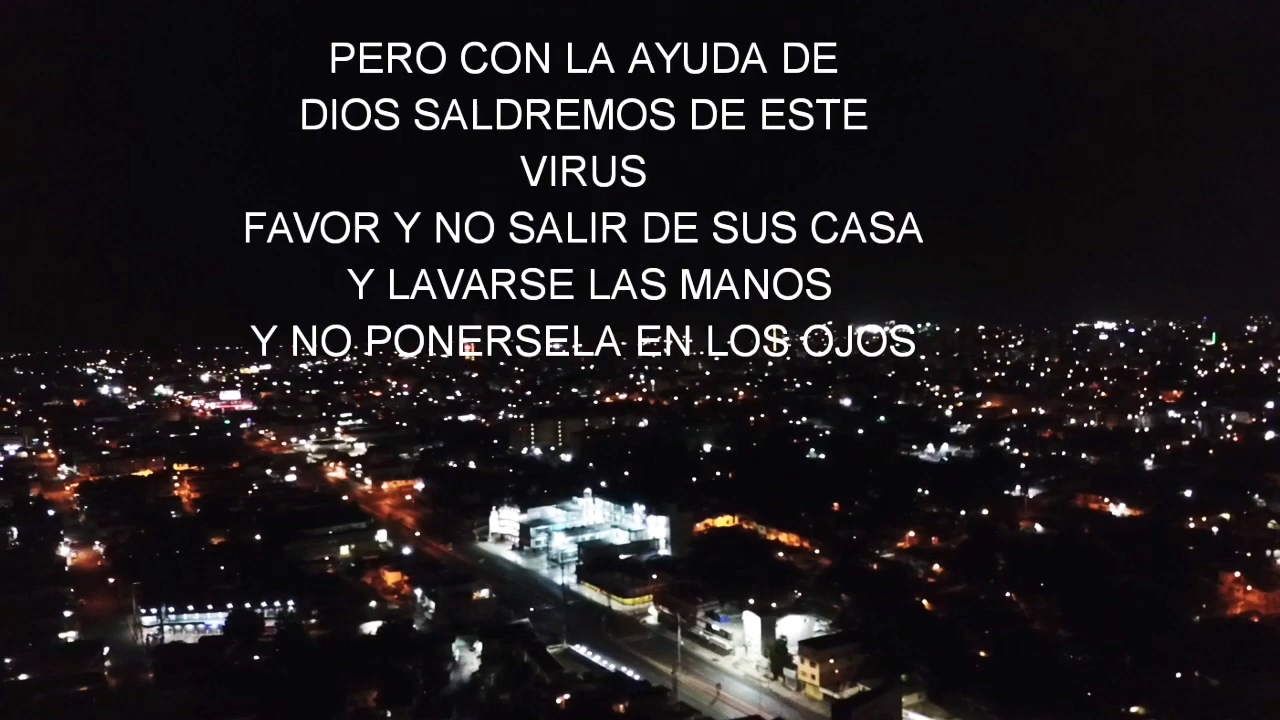 PERO CON LA AYUDA DE
DIOS SALDREMOS DE ESTE
VIRUS
FAVOR Y NO SALIR DE SUS CASA
Y LAVARSE LAS MANOS
Y NO PONERSELA EN LOS OJOS